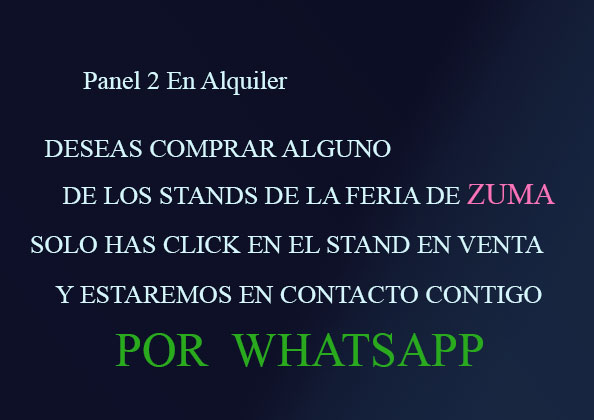 Panel 2 En Alquiler
DESEAS COMPRAR ALGUNO
DE LOS STANDS DE LA FERIA DE ZUMA
SOLO HAS CLICK EN EL STAND EN VENTA
Y ESTAREMOS EN CONTACTO CONTIGO
POR WHATSAPP